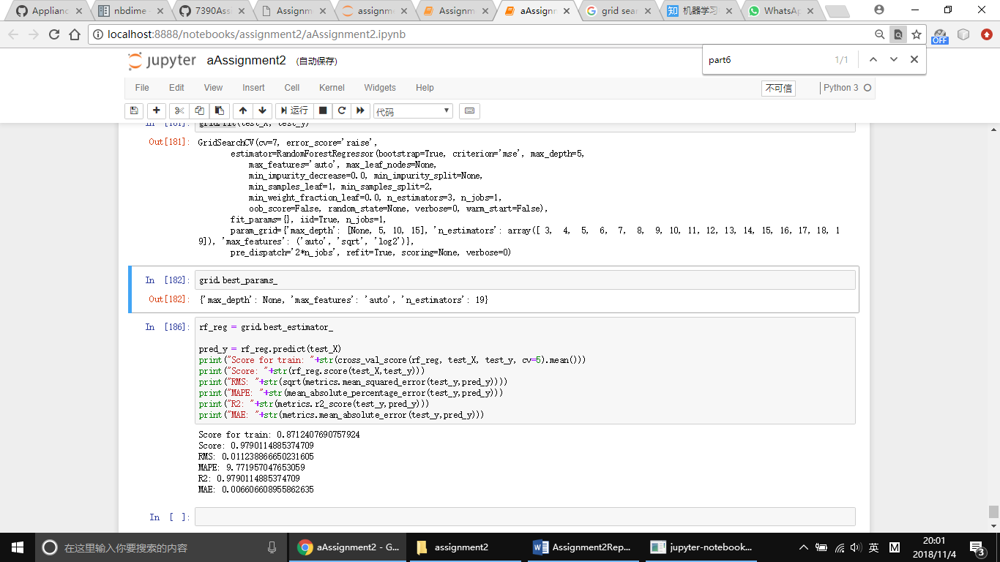 Applianc
nbdime -
7390Ass
Assignm
assignme
Assignm
aAssignm
grid sear
机器学习
WhatsAp
localhost:8888/notebooks/assignment2/aAssignment2.ipynb
OFF
part6 1/1
jupyter aAssignment2 (自动保存)
File Edit View Insert Cell Kernel Widgets Help 不可信 Python 3
运行 代码
In [181]: grid.fit(test_X, test_y)
Out[181]: GridSearchCV(cv=7, error_score='raise',
estimator=RandomForestRegressor(bootstrap=True, criterion='mse', max_depth=5,
max_features='auto', max_leaf_nodes=None,
min_impurity_decrease=0.0, min_impurity_split=None,
min_samples_leaf=1, min_samples_split=2,
min_weight_fraction_leaf=0.0, n_estimators=3, n_jobs=1,
oob_score=False, random_state=None, verbose=0, warm_start=False),
fit_params={}, iid=True, n_jobs=1,
param_grid={'max_depth': [None, 5, 10, 15], 'n_estimators': array([ 3, 4, 5, 6, 7, 8, 9, 10, 11, 12, 13, 14, 15, 16, 17, 18, 1
9]), 'max_features': ('auto', 'sqrt', 'log2')},
pre_dispatch='2*n_jobs', refit=True, scoring=None, verbose=0)
In [182]: grid.best_params_
Out[182]: {'max_depth': None, 'max_features': 'auto', 'n_estimators': 19}
In [186]: rf_reg = grid.best_estimator_
pred_y = rf_reg.predict(test_X)
print("Score for train: "+str(cross_val_score(rf_reg, test_X, test_y, cv=5).mean()))
print("Score: "+str(rf_reg.score(test_X,test_y)))
print("RMS: "+str(sqrt(metrics.mean_squared_error(test_y,pred_y))))
print("MAPE: "+str(mean_absolute_percentage_error(test_y,pred_y)))
print("R2: "+str(metrics.r2_score(test_y,pred_y)))
print("MAE: "+str(metrics.mean_absolute_error(test_y,pred_y)))
Score for train: 0.8712407690757924
Score: 0.9790114885374709
RMS: 0.011238866650231605
MAPE: 9.771957047653059
R2: 0.9790114885374709
MAE: 0.006606608955862635
In [ ]:
在这里输入你要搜索的内容
aAssignment2 - G...
assignment2
Assignment2Rep...
jupyter-notebook...
英 M
20:01
2018/11/4
3